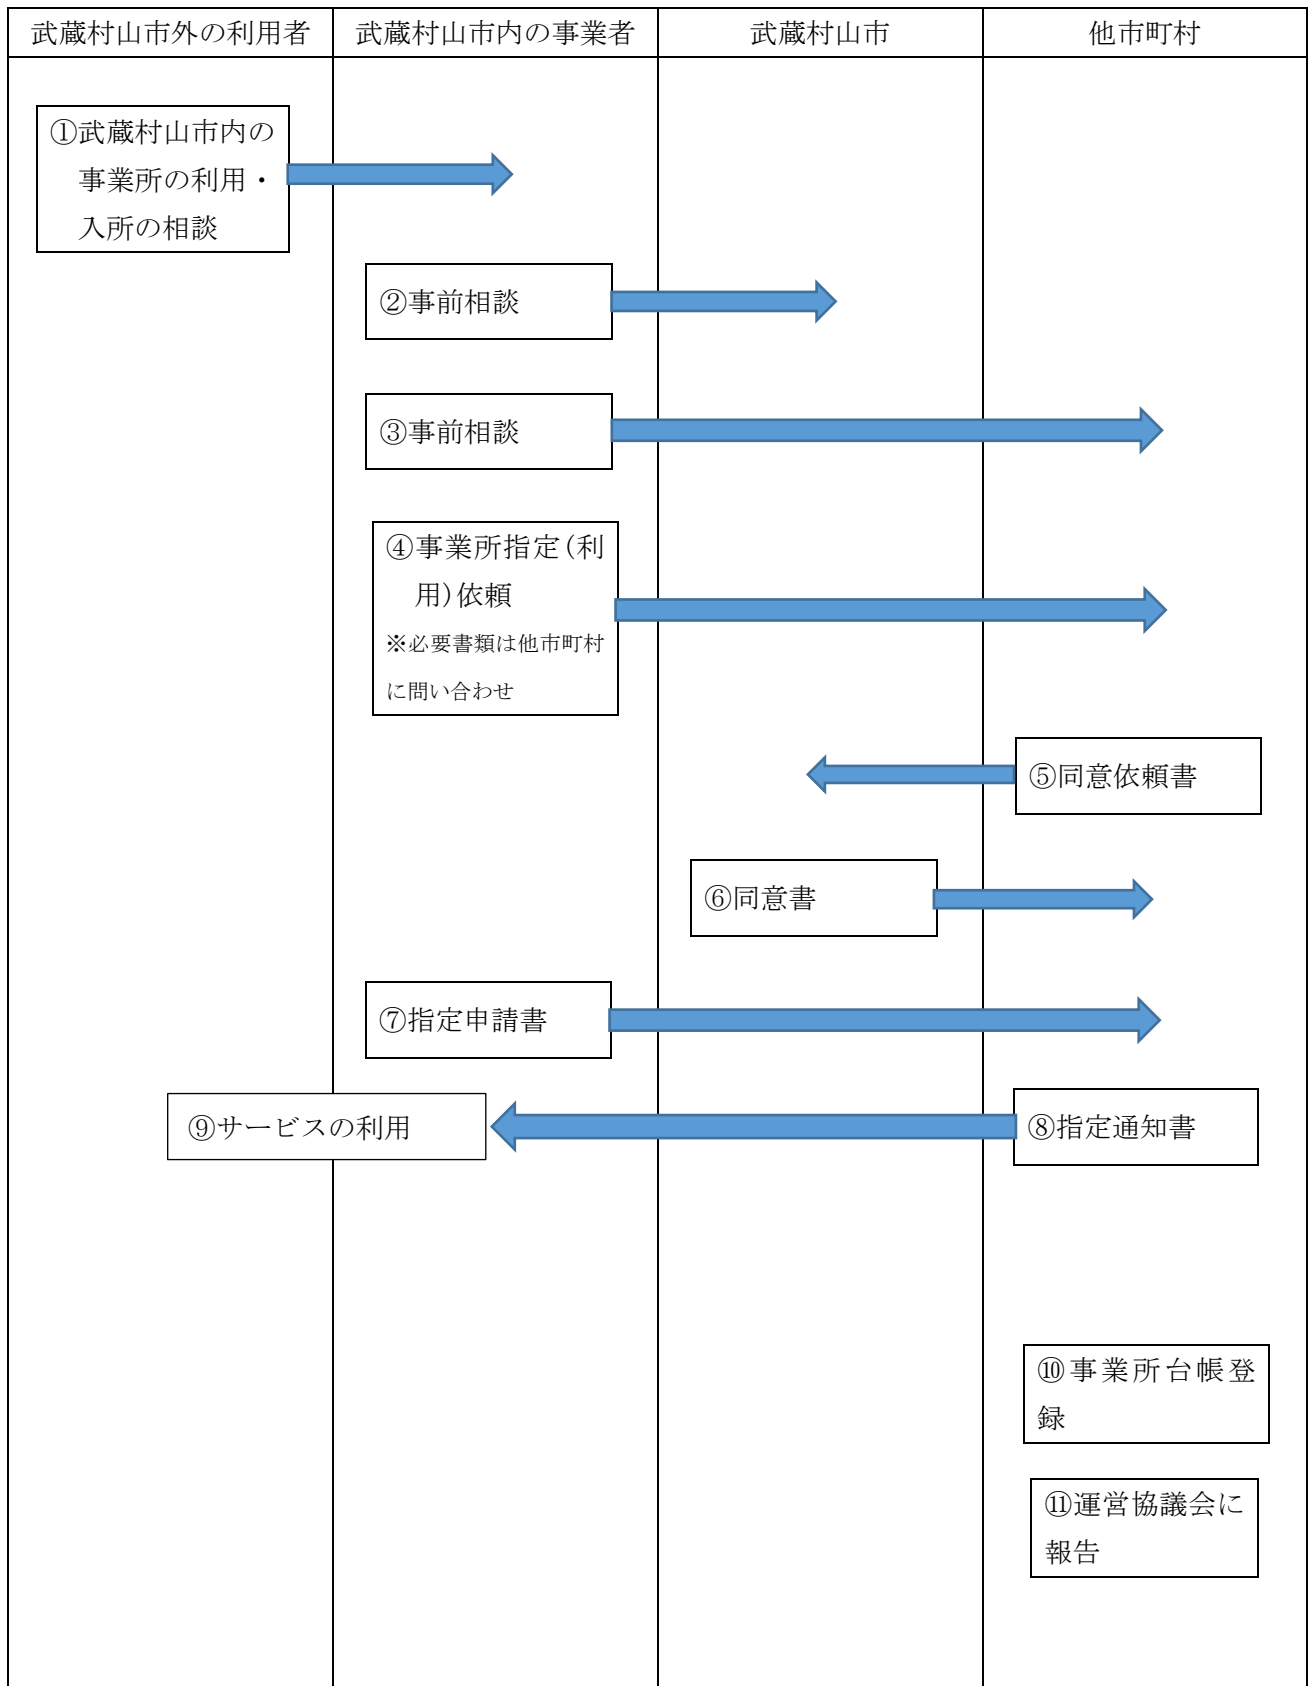 武蔵村山市外の利用者
武蔵村山市内の事業者
武蔵村山市
他市町村
①武蔵村山市内の
事業所の利用・
入所の相談
②事前相談
③事前相談
④事業所指定(利
用)依頼
※必要書類は他市町村
に問い合わせ
⑤同意依頼書
⑥同意書
⑦指定申請書
⑨サービスの利用
⑧指定通知書
⑩事業所台帳登
録
⑪運営協議会に
報告